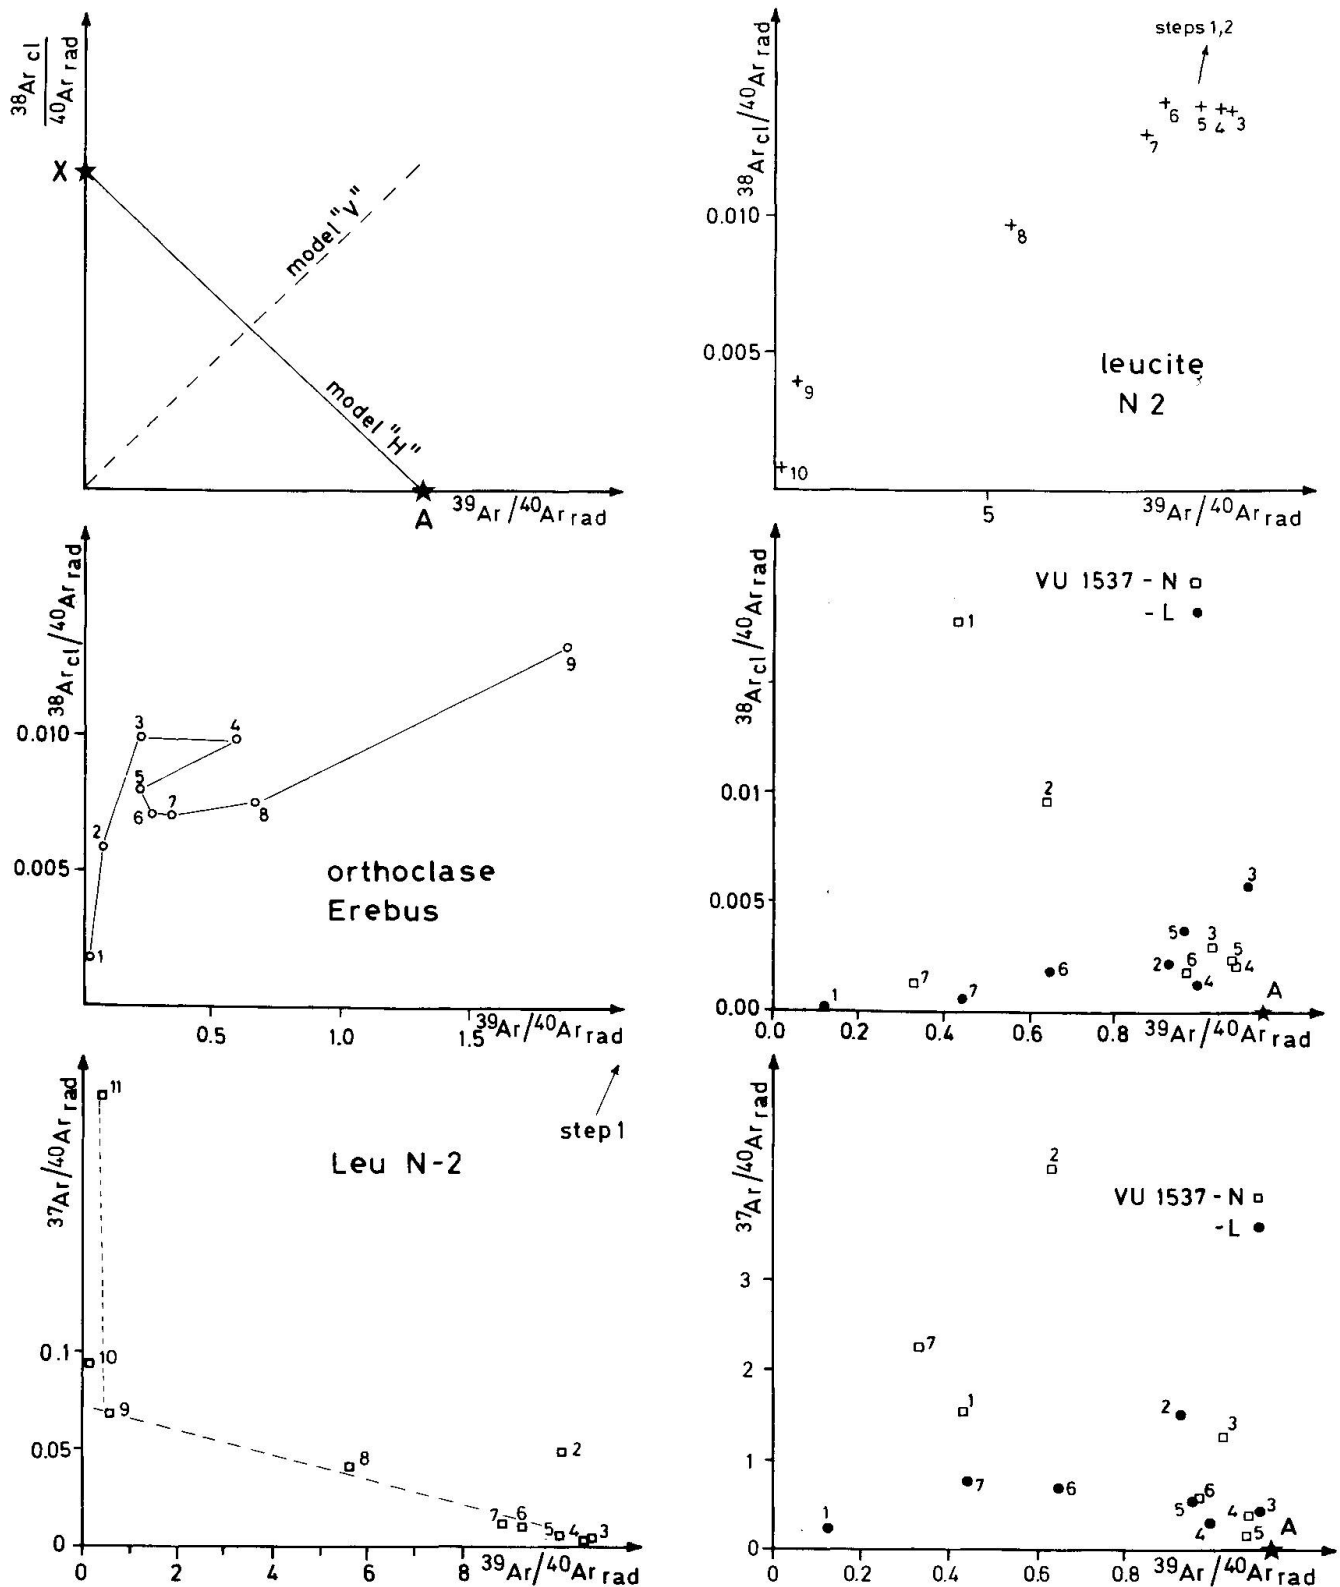 ³⁸Ar cl
⁴⁰Ar rad
X
model "V"
model "H"
A
³⁹Ar/⁴⁰Ar rad
steps 1,2
³⁸Ar cl/⁴⁰Ar rad
6
5
4
3
7
0.010
8
0.005
leucite
N 2
9
10
5
³⁹Ar/⁴⁰Ar rad
³⁸Ar cl/⁴⁰Ar rad
9
3
4
0.010
5
7
6
8
2
0.005
orthoclase
Erebus
1
0.5
1.0
1.5
³⁹Ar/⁴⁰Ar rad
³⁸Ar cl/⁴⁰Ar rad
VU 1537 - N
- L
1
2
0.01
3
0.005
5
3
5
2
6
4
6
4
7
7
1
A
0.00
0.0
0.2
0.4
0.6
0.8
³⁹Ar/⁴⁰Ar rad
³⁷Ar/⁴⁰Ar rad
11
step 1
Leu N-2
0.1
10
9
0.05
8
2
7
6
5
4
3
0
0
2
4
6
8
³⁹Ar/⁴⁰Ar rad
³⁷Ar/⁴⁰Ar rad
2
VU 1537 - N
- L
3
7
2
1
2
3
1
7
6
5
6
4
3
1
4
5
A
0
0
0.2
0.4
0.6
0.8
³⁹Ar/⁴⁰Ar rad